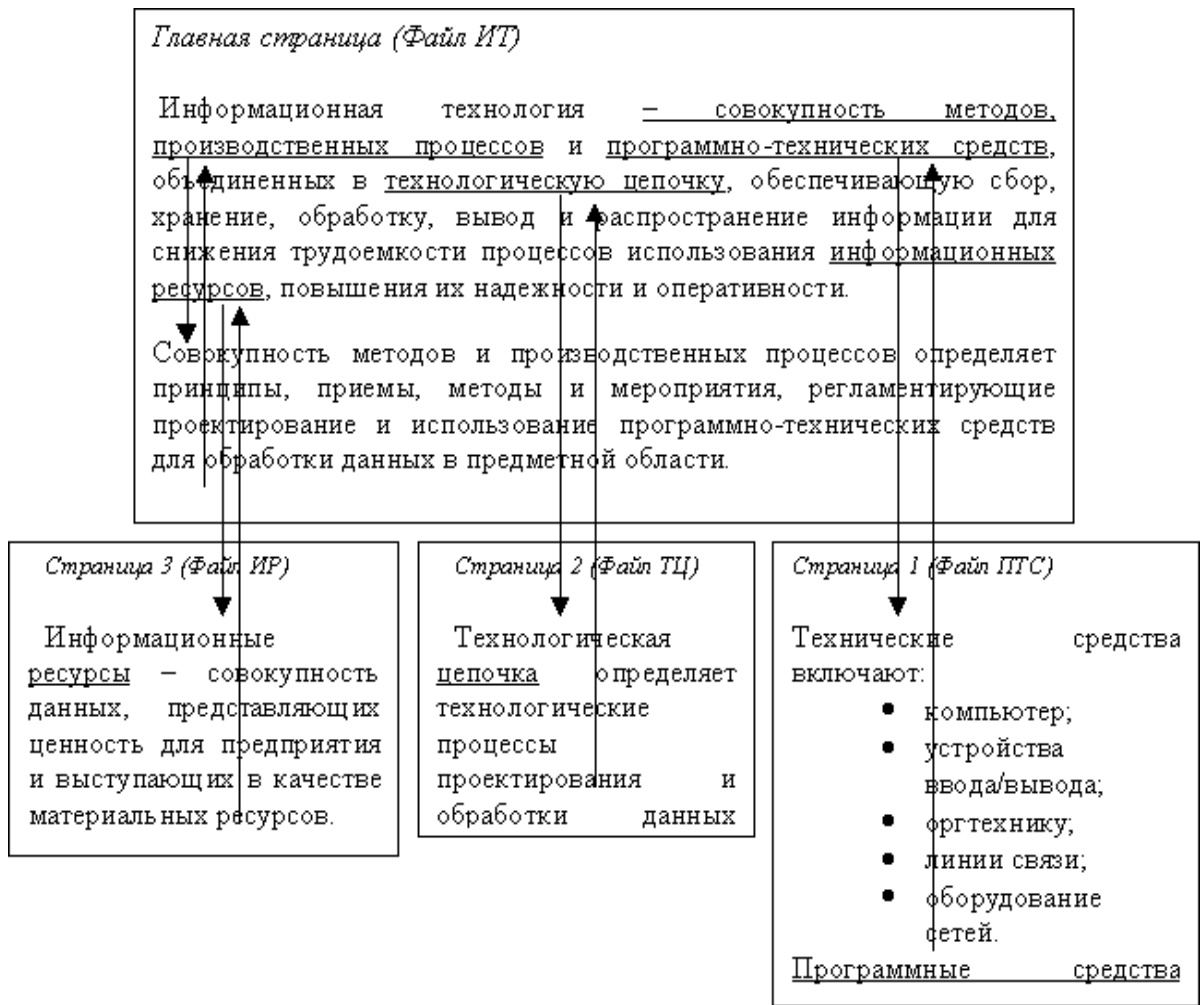 Главная страница (Файл ИТ)
Информационная технология – совокупность методов,
производственных процессов и программно-технических средств,
объединенных в технологическую цепочку, обеспечивающую сбор,
хранение, обработку, вывод и распространение информации для
снижения трудоемкости процессов использования информационных
ресурсов, повышения их надежности и оперативности.
Совокупность методов и производственных процессов определяет
принципы, приемы, методы и мероприятия, регламентирующие
проектирование и использование программно-технических средств
для обработки данных в предметной области.
Страница 3 (Файл ИР)
Информационные
ресурсы – совокупность
данных, представляющих
ценность для предприятия
и выступающих в качестве
материальных ресурсов.
Страница 2 (Файл ТЦ)
Технологическая
цепочка определяет
технологические
процессы
проектирования и
обработки данных
Страница 1 (Файл ПТС)
Технические средства
включают:
• компьютер;
• устройства
ввода/вывода;
• оргтехнику;
• линии связи;
• оборудование
сетей.
Программные средства